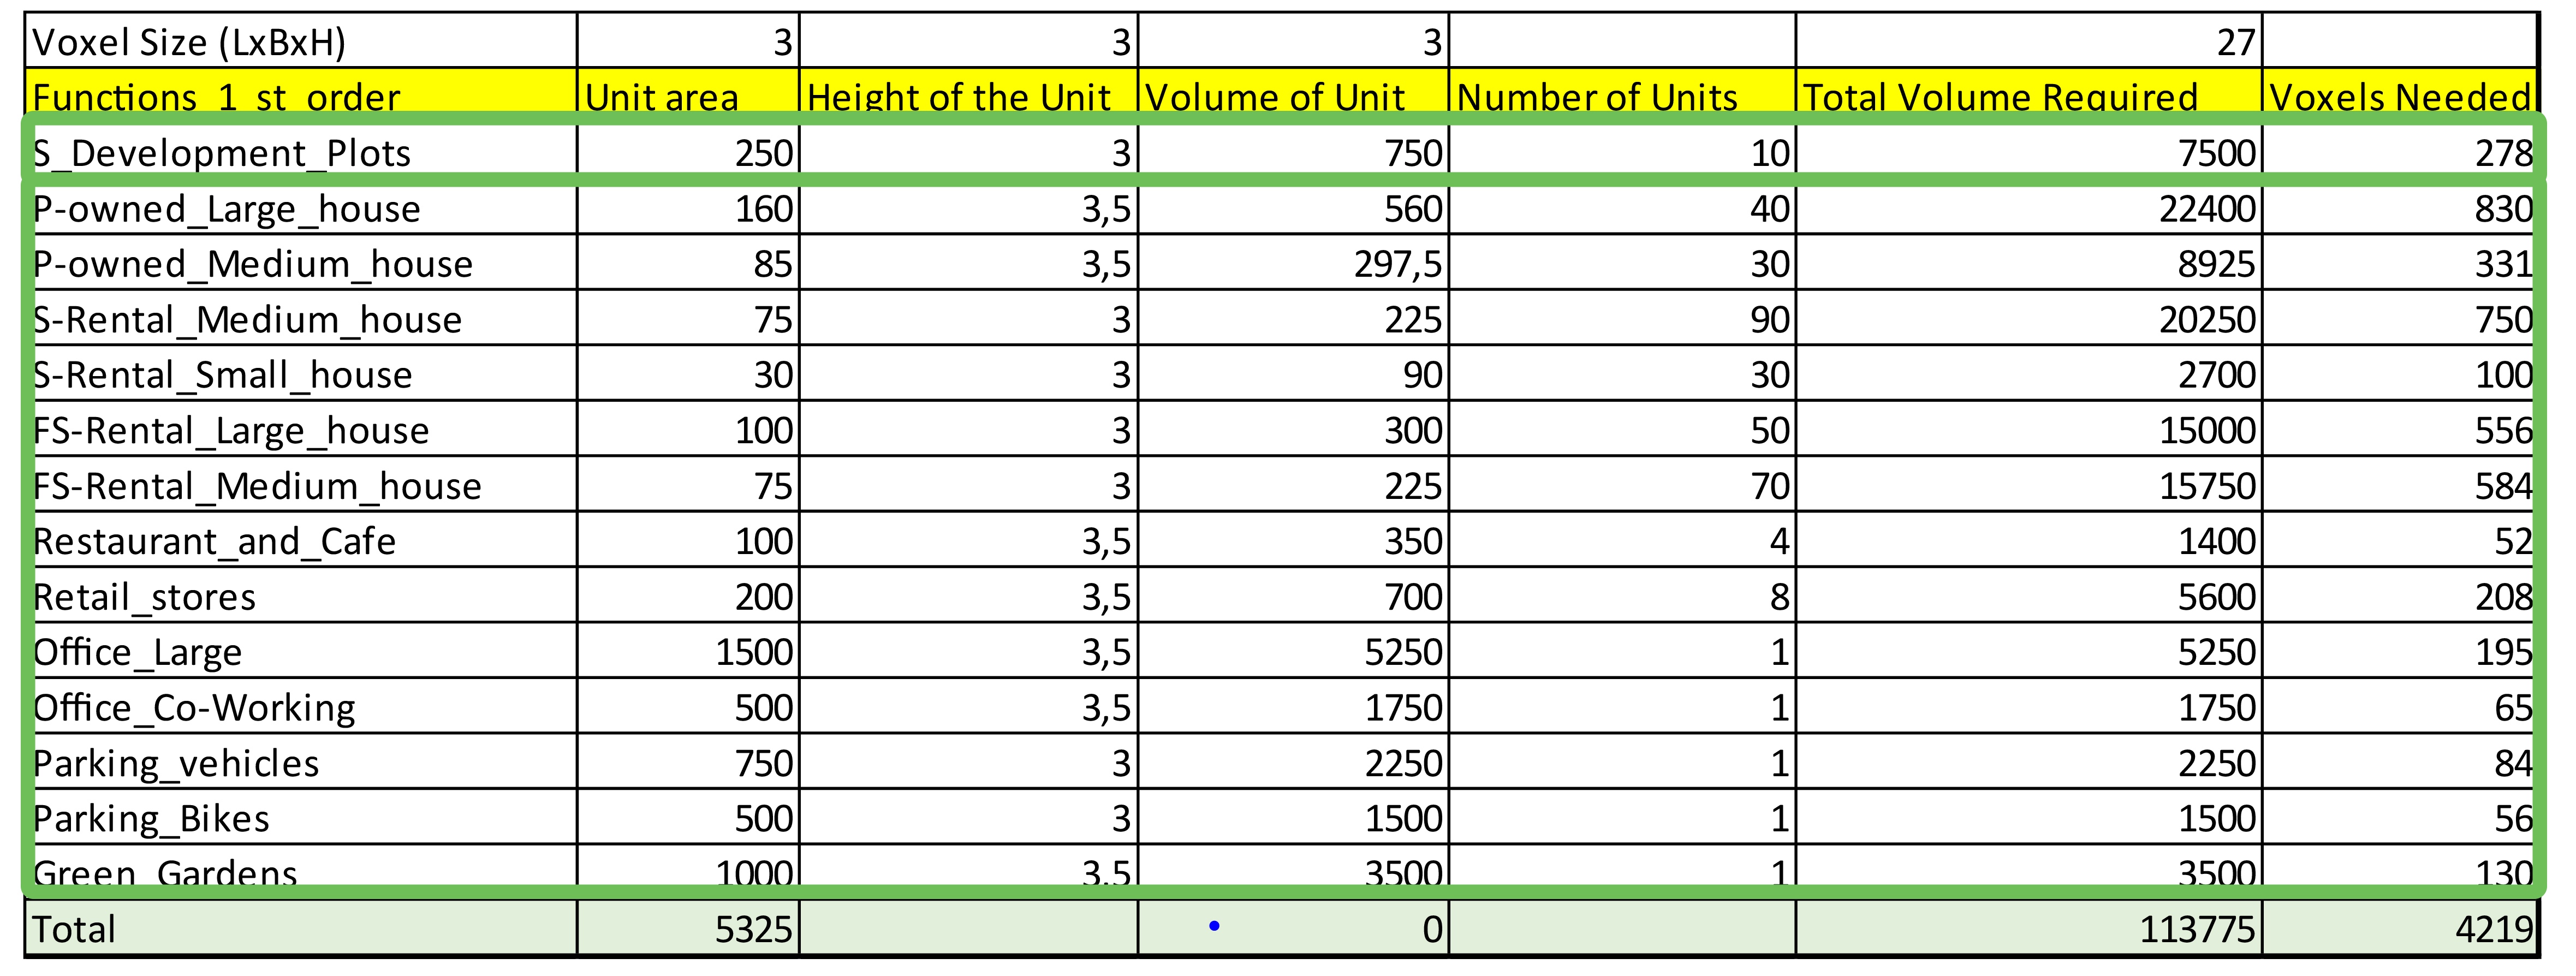 Voxel Size (LxBxH) 3 3 3 27
Functions_1_st_order Unit area Height of the Unit Volume of Unit Number of Units Total Volume Required Voxels Needed
S_Development_Plots 250 3 750 10 7500 278
P-owned_Large_house 160 3,5 560 40 22400 830
P-owned_Medium_house 85 3,5 297,5 30 8925 331
S-Rental_Medium_house 75 3 225 90 20250 750
S-Rental_Small_house 30 3 90 30 2700 100
FS-Rental_Large_house 100 3 300 50 15000 556
FS-Rental_Medium_house 75 3 225 70 15750 584
Restaurant_and_Cafe 100 3,5 350 4 1400 52
Retail_stores 200 3,5 700 8 5600 208
Office_Large 1500 3,5 5250 1 5250 195
Office_Co-Working 500 3,5 1750 1 1750 65
Parking_vehicles 750 3 2250 1 2250 84
Parking_Bikes 500 3 1500 1 1500 56
Green_Gardens 1000 3,5 3500 1 3500 130
Total 5325 0 113775 4219